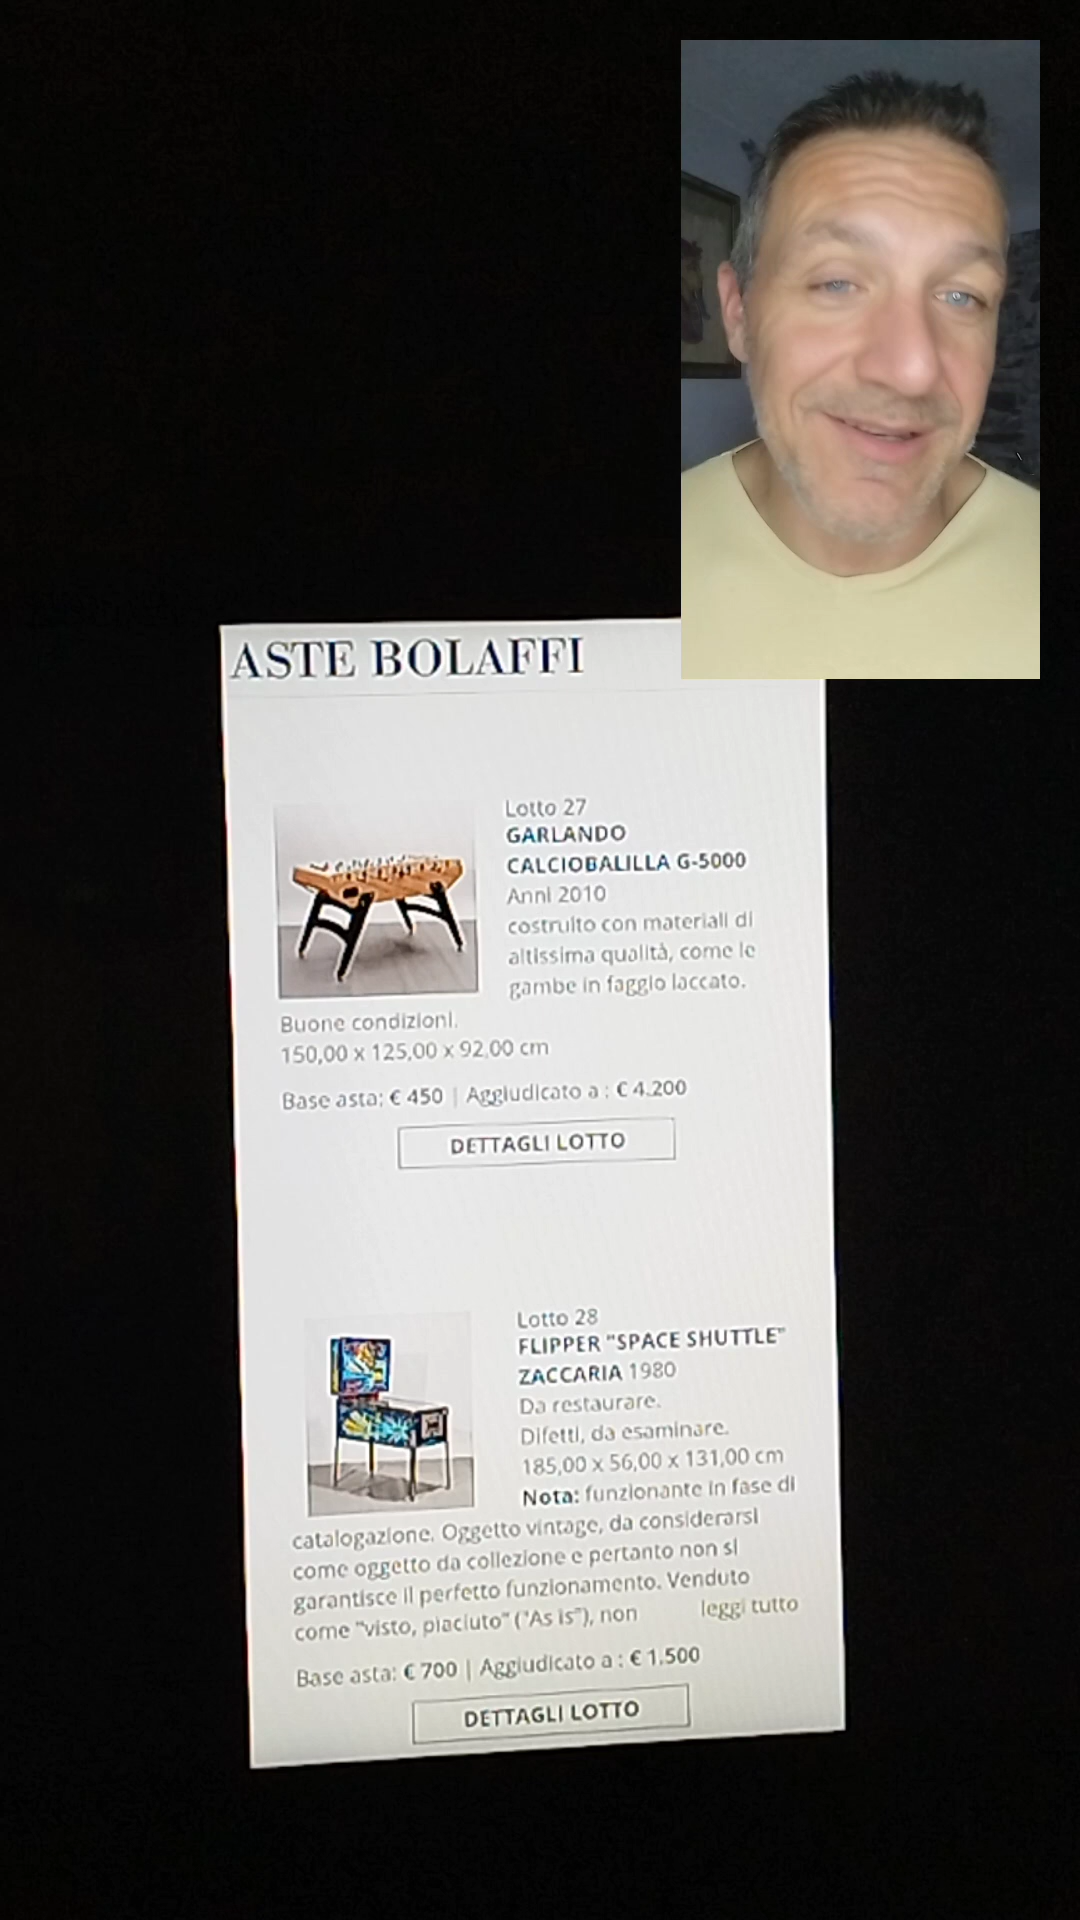 ASTE BOLAFFI
Lotto 27
GARLANDO
CALCIOBALILLA G-5000
Anni 2010
costruito con materiali di
altissima qualità, come le
gambe in faggio laccato.
Buone condizioni.
150,00 x 125,00 x 92,00 cm
Base asta: € 450 | Aggiudicato a : € 4.200
DETTAGLI LOTTO
Lotto 28
FLIPPER "SPACE SHUTTLE"
ZACCARIA 1980
Da restaurare.
Difetti, da esaminare.
185,00 x 56,00 x 131,00 cm
Nota: funzionante in fase di
catalogazione. Oggetto vintage, da considerarsi
come oggetto da collezione e pertanto non si
garantisce il perfetto funzionamento. Venduto
come "visto, piaciuto" ("As is"), non leggi tutto
Base asta: € 700 | Aggiudicato a : € 1.500
DETTAGLI LOTTO